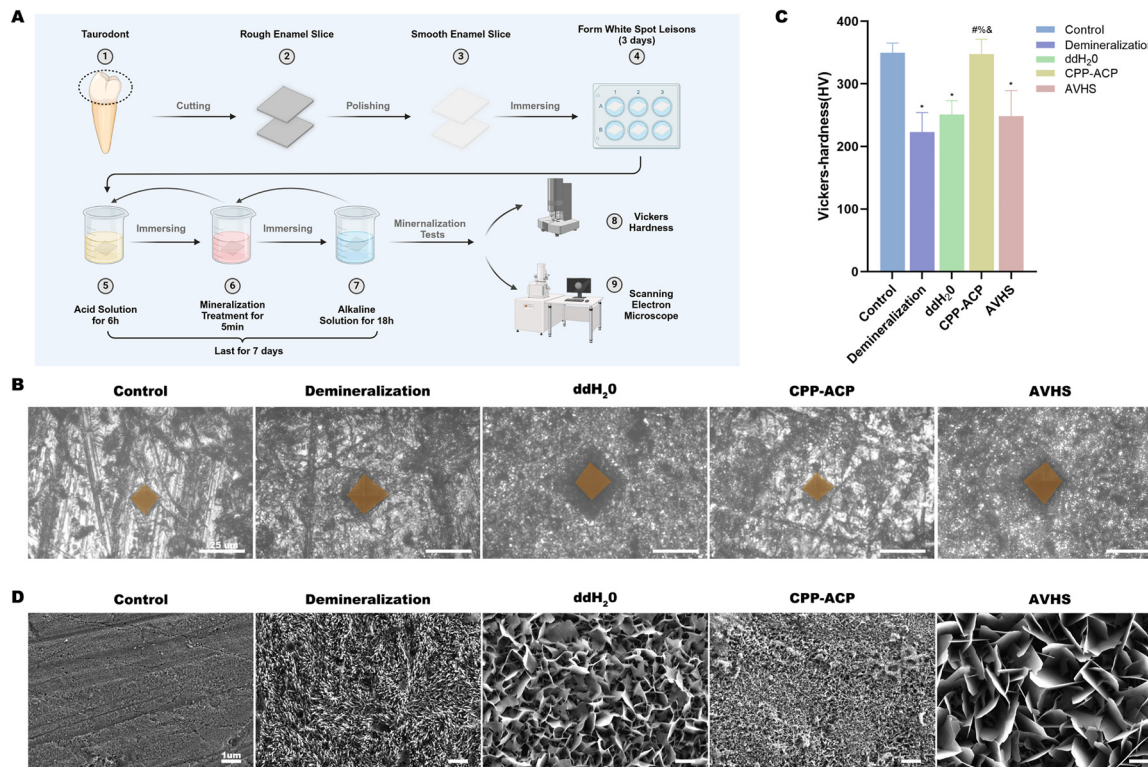 A
Taurodont
1
Rough Enamel Slice
2
Smooth Enamel Slice
3
Form White Spot Leisons
(3 days)
4
Cutting
Polishing
Immersing
1 2 3
A
B
Immersing
Immersing
Minernalization
Tests
8
Vickers
Hardness
9
Scanning
Electron
Microscope
5
Acid Solution
for 6h
6
Mineralization
Treatment for
5min
7
Alkaline
Solution for 18h
Last for 7 days
C
Vickers-hardness(HV)
400
300
200
100
0
*
*
#%&
*
Control
Demineralization
ddH20
CPP-ACP
AVHS
Control
Demineralization
ddH20
CPP-ACP
AVHS
B
Control
Demineralization
ddH20
CPP-ACP
AVHS
25 um
D
Control
Demineralization
ddH20
CPP-ACP
AVHS
1um